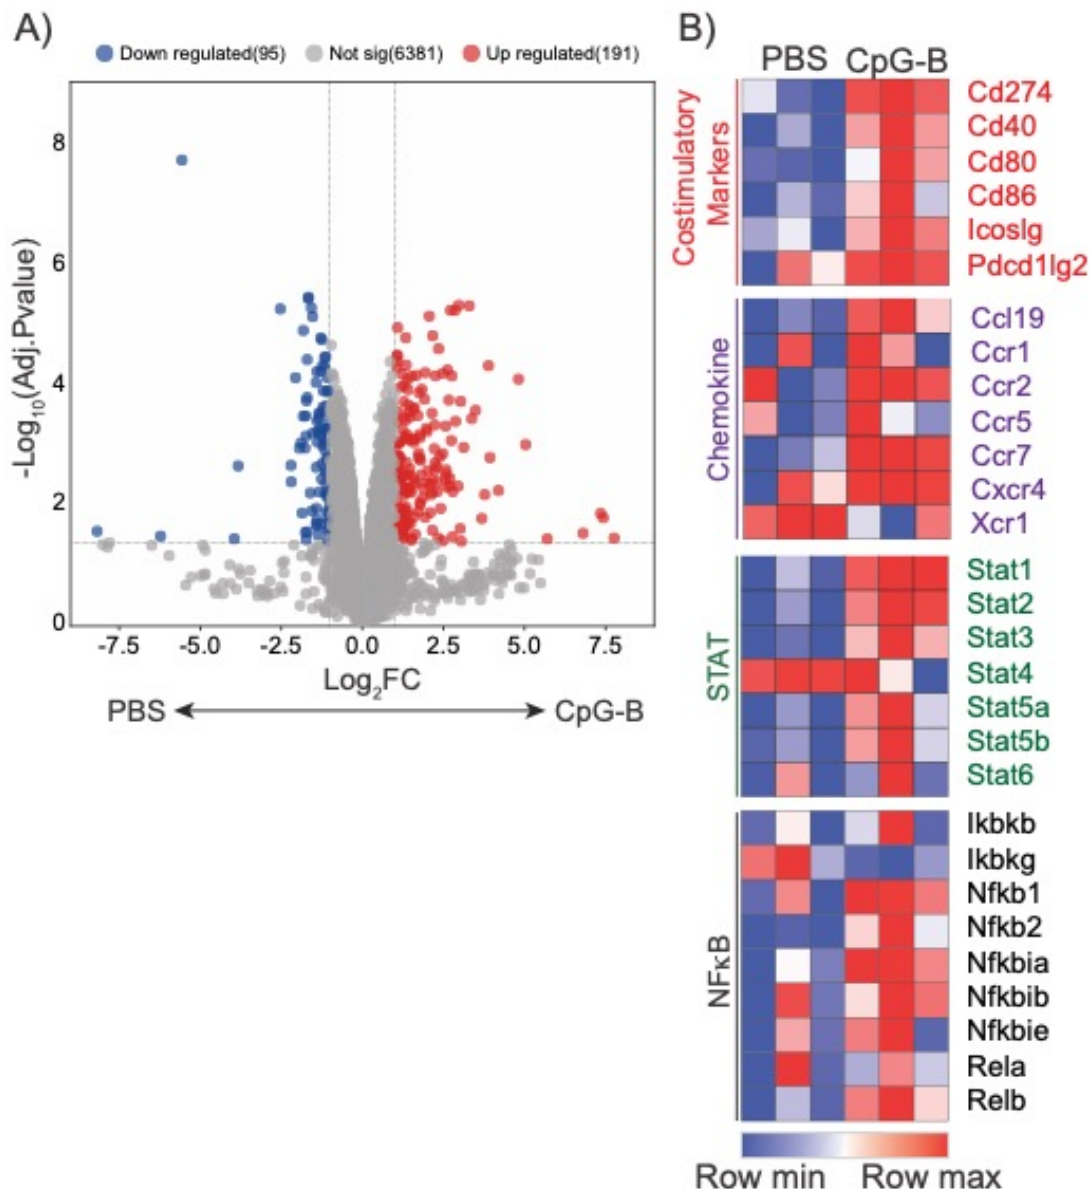 A)
Down regulated(95) Not sig(6381) Up regulated(191)
-Log10(Adj.Pvalue)
8
6
4
2
0
-7.5 -5.0 -2.5 0.0 2.5 5.0 7.5
Log2FC
PBS CpG-B
B)
PBS CpG-B
Costimulatory
Markers
Cd274
Cd40
Cd80
Cd86
Icoslg
Pdcd1lg2
Chemokine
Ccl19
Ccr1
Ccr2
Ccr5
Ccr7
Cxcr4
Xcr1
STAT
Stat1
Stat2
Stat3
Stat4
Stat5a
Stat5b
Stat6
NFκB
Ikbkb
Ikbkg
Nfkb1
Nfkb2
Nfkbia
Nfkbib
Nfkbie
Rela
Relb
Row min Row max